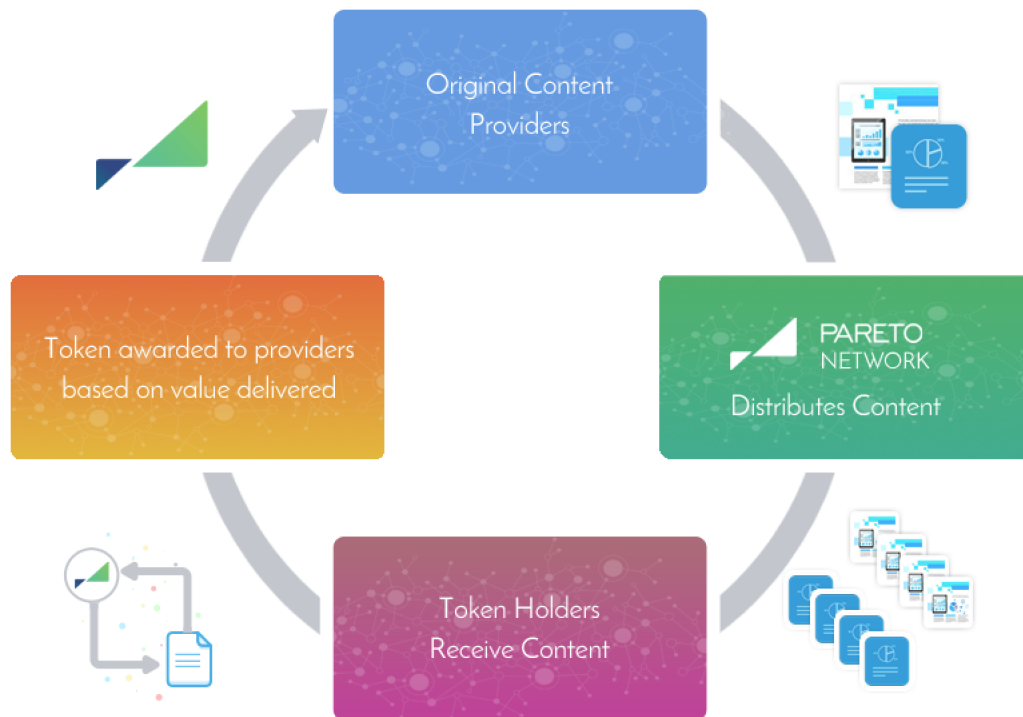 Original Content
Providers
Token awarded to providers
based on value delivered
PARETO
NETWORK
Distributes Content
Token Holders
Receive Content